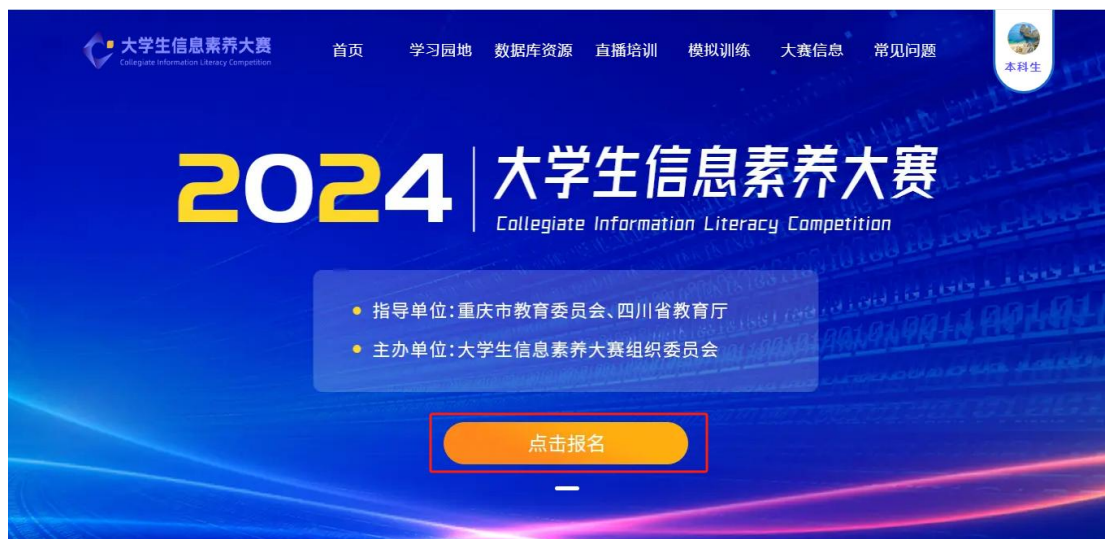 大学生信息素养大赛
Collegiate Information Literacy Competition
首页 学习园地 数据库资源 直播培训 模拟训练 大赛信息 常见问题
本科生
2024 大学生信息素养大赛
Collegiate Information Literacy Competition
指导单位:重庆市教育委员会、四川省教育厅
主办单位:大学生信息素养大赛组织委员会
点击报名